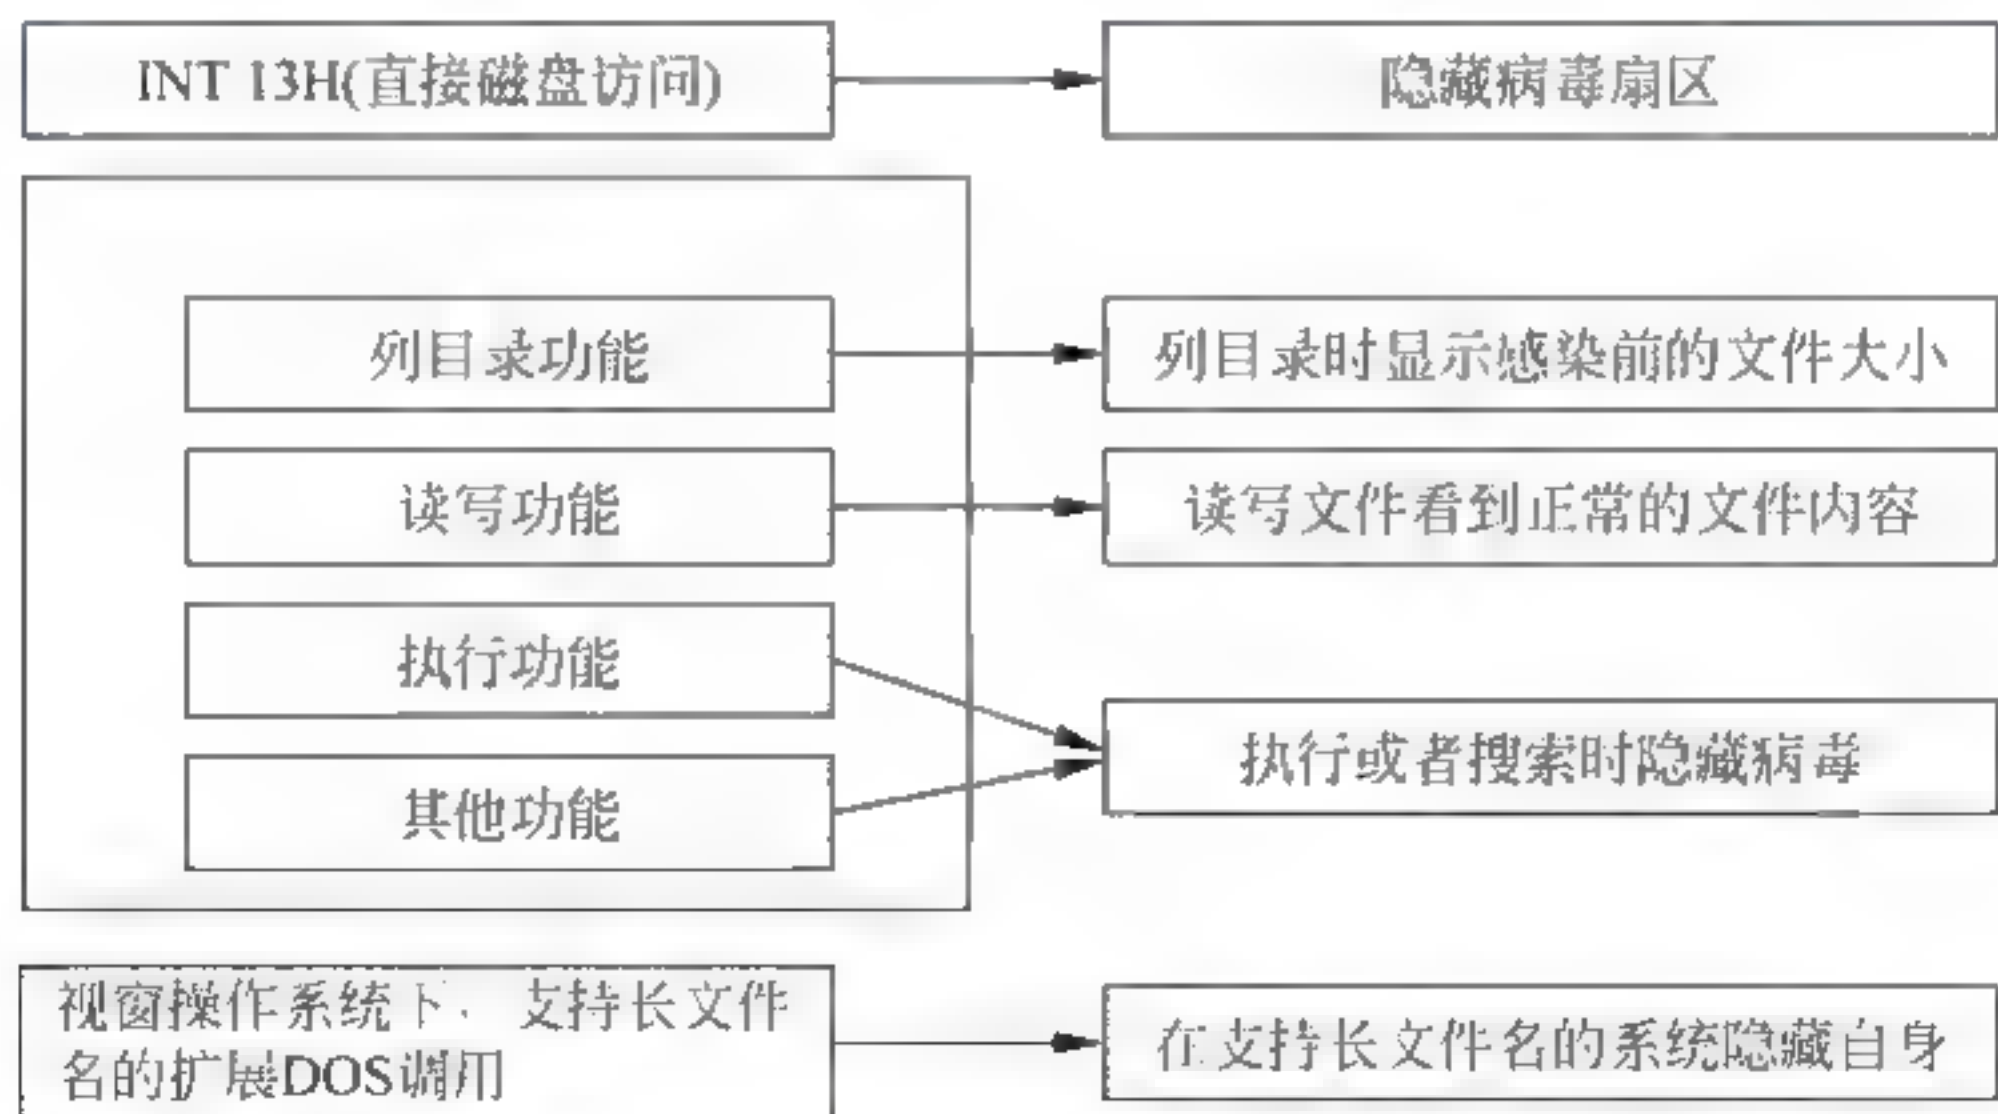 INT 13H(直接磁盘访问)
隐藏病毒扇区
列目录功能
列目录时显示感染前的文件大小
读写功能
读写文件看到正常的文件内容
执行功能
执行或者搜索时隐藏病毒
其他功能
视窗操作系统下，支持长文件
名的扩展DOS调用
在支持长文件名的系统隐藏自身